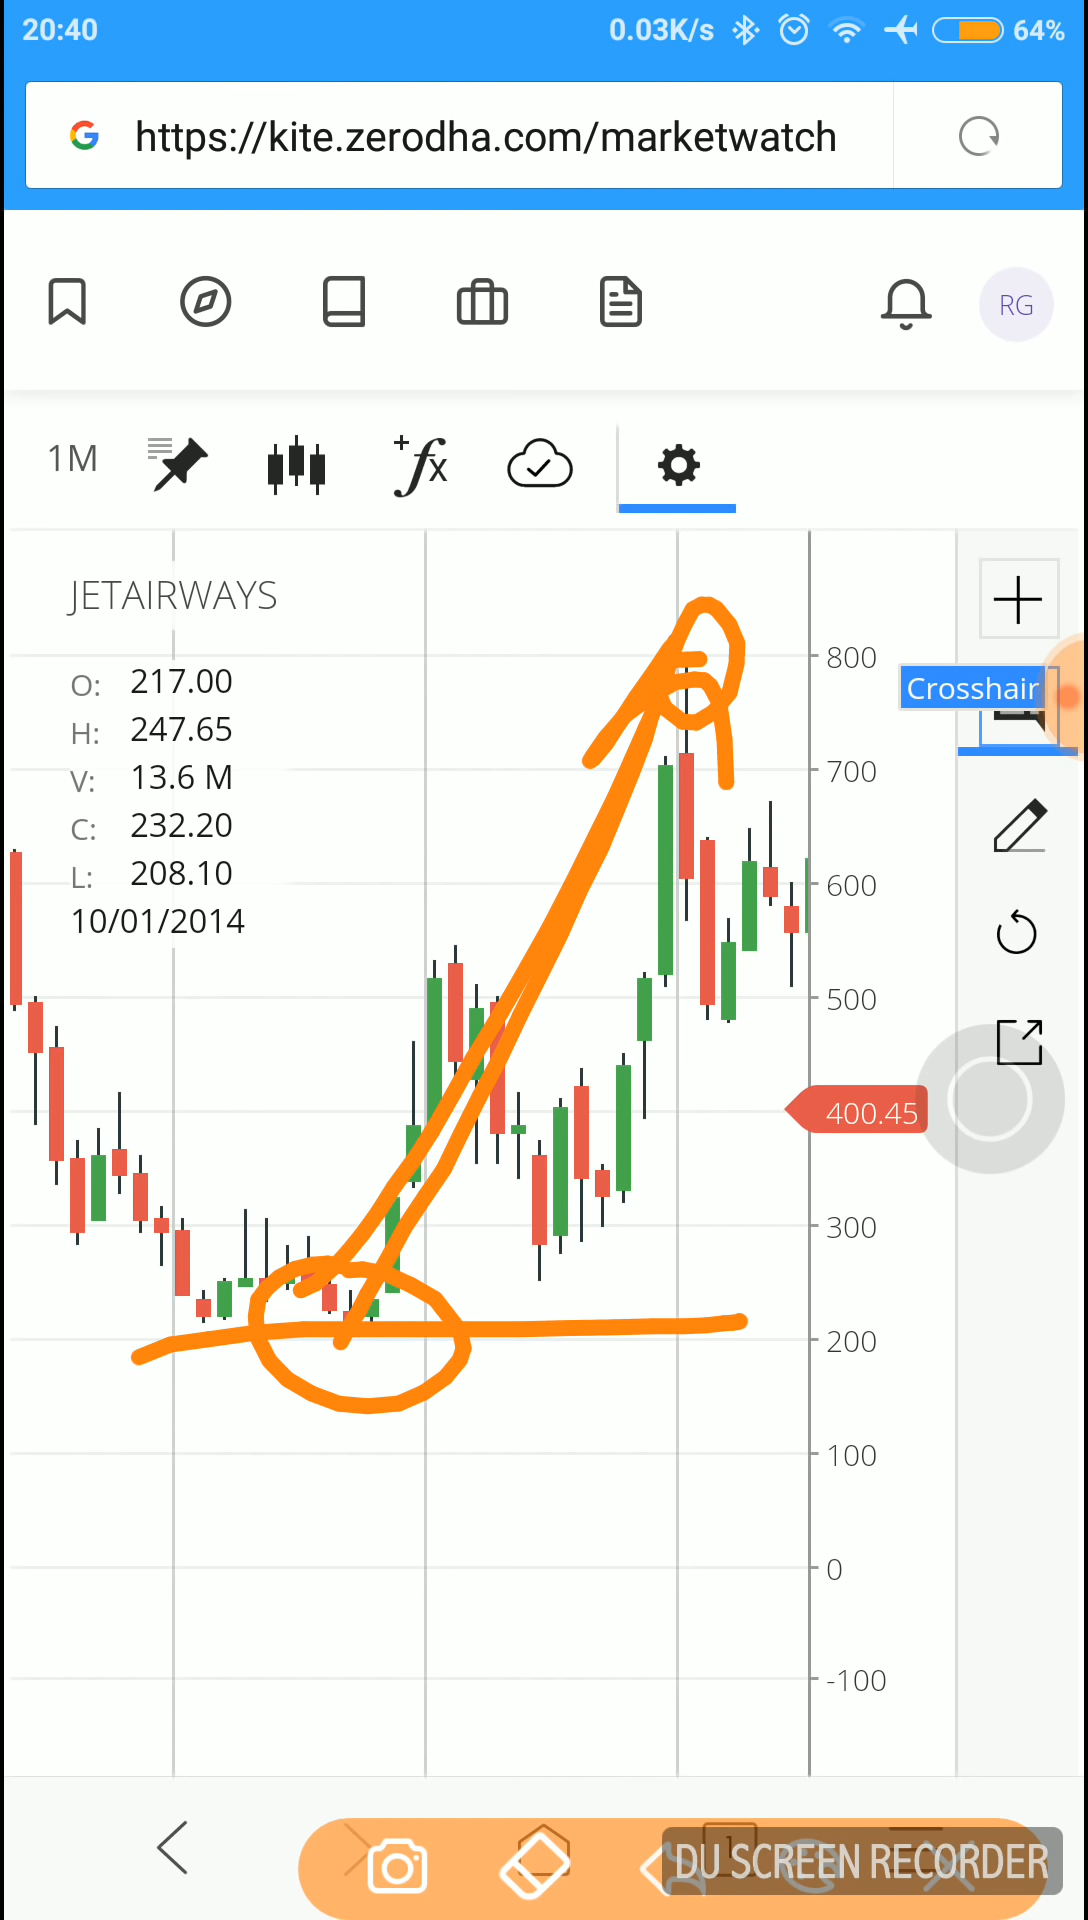 20:40 0.03K/s 64%
https://kite.zerodha.com/marketwatch
RG
1M +fx
JETAIRWAYS
O: 217.00
H: 247.65
V: 13.6 M
C: 232.20
L: 208.10
10/01/2014
800
Crosshair
700
600
500
400.45
300
200
100
0
-100
1
DU SCREEN RECORDER